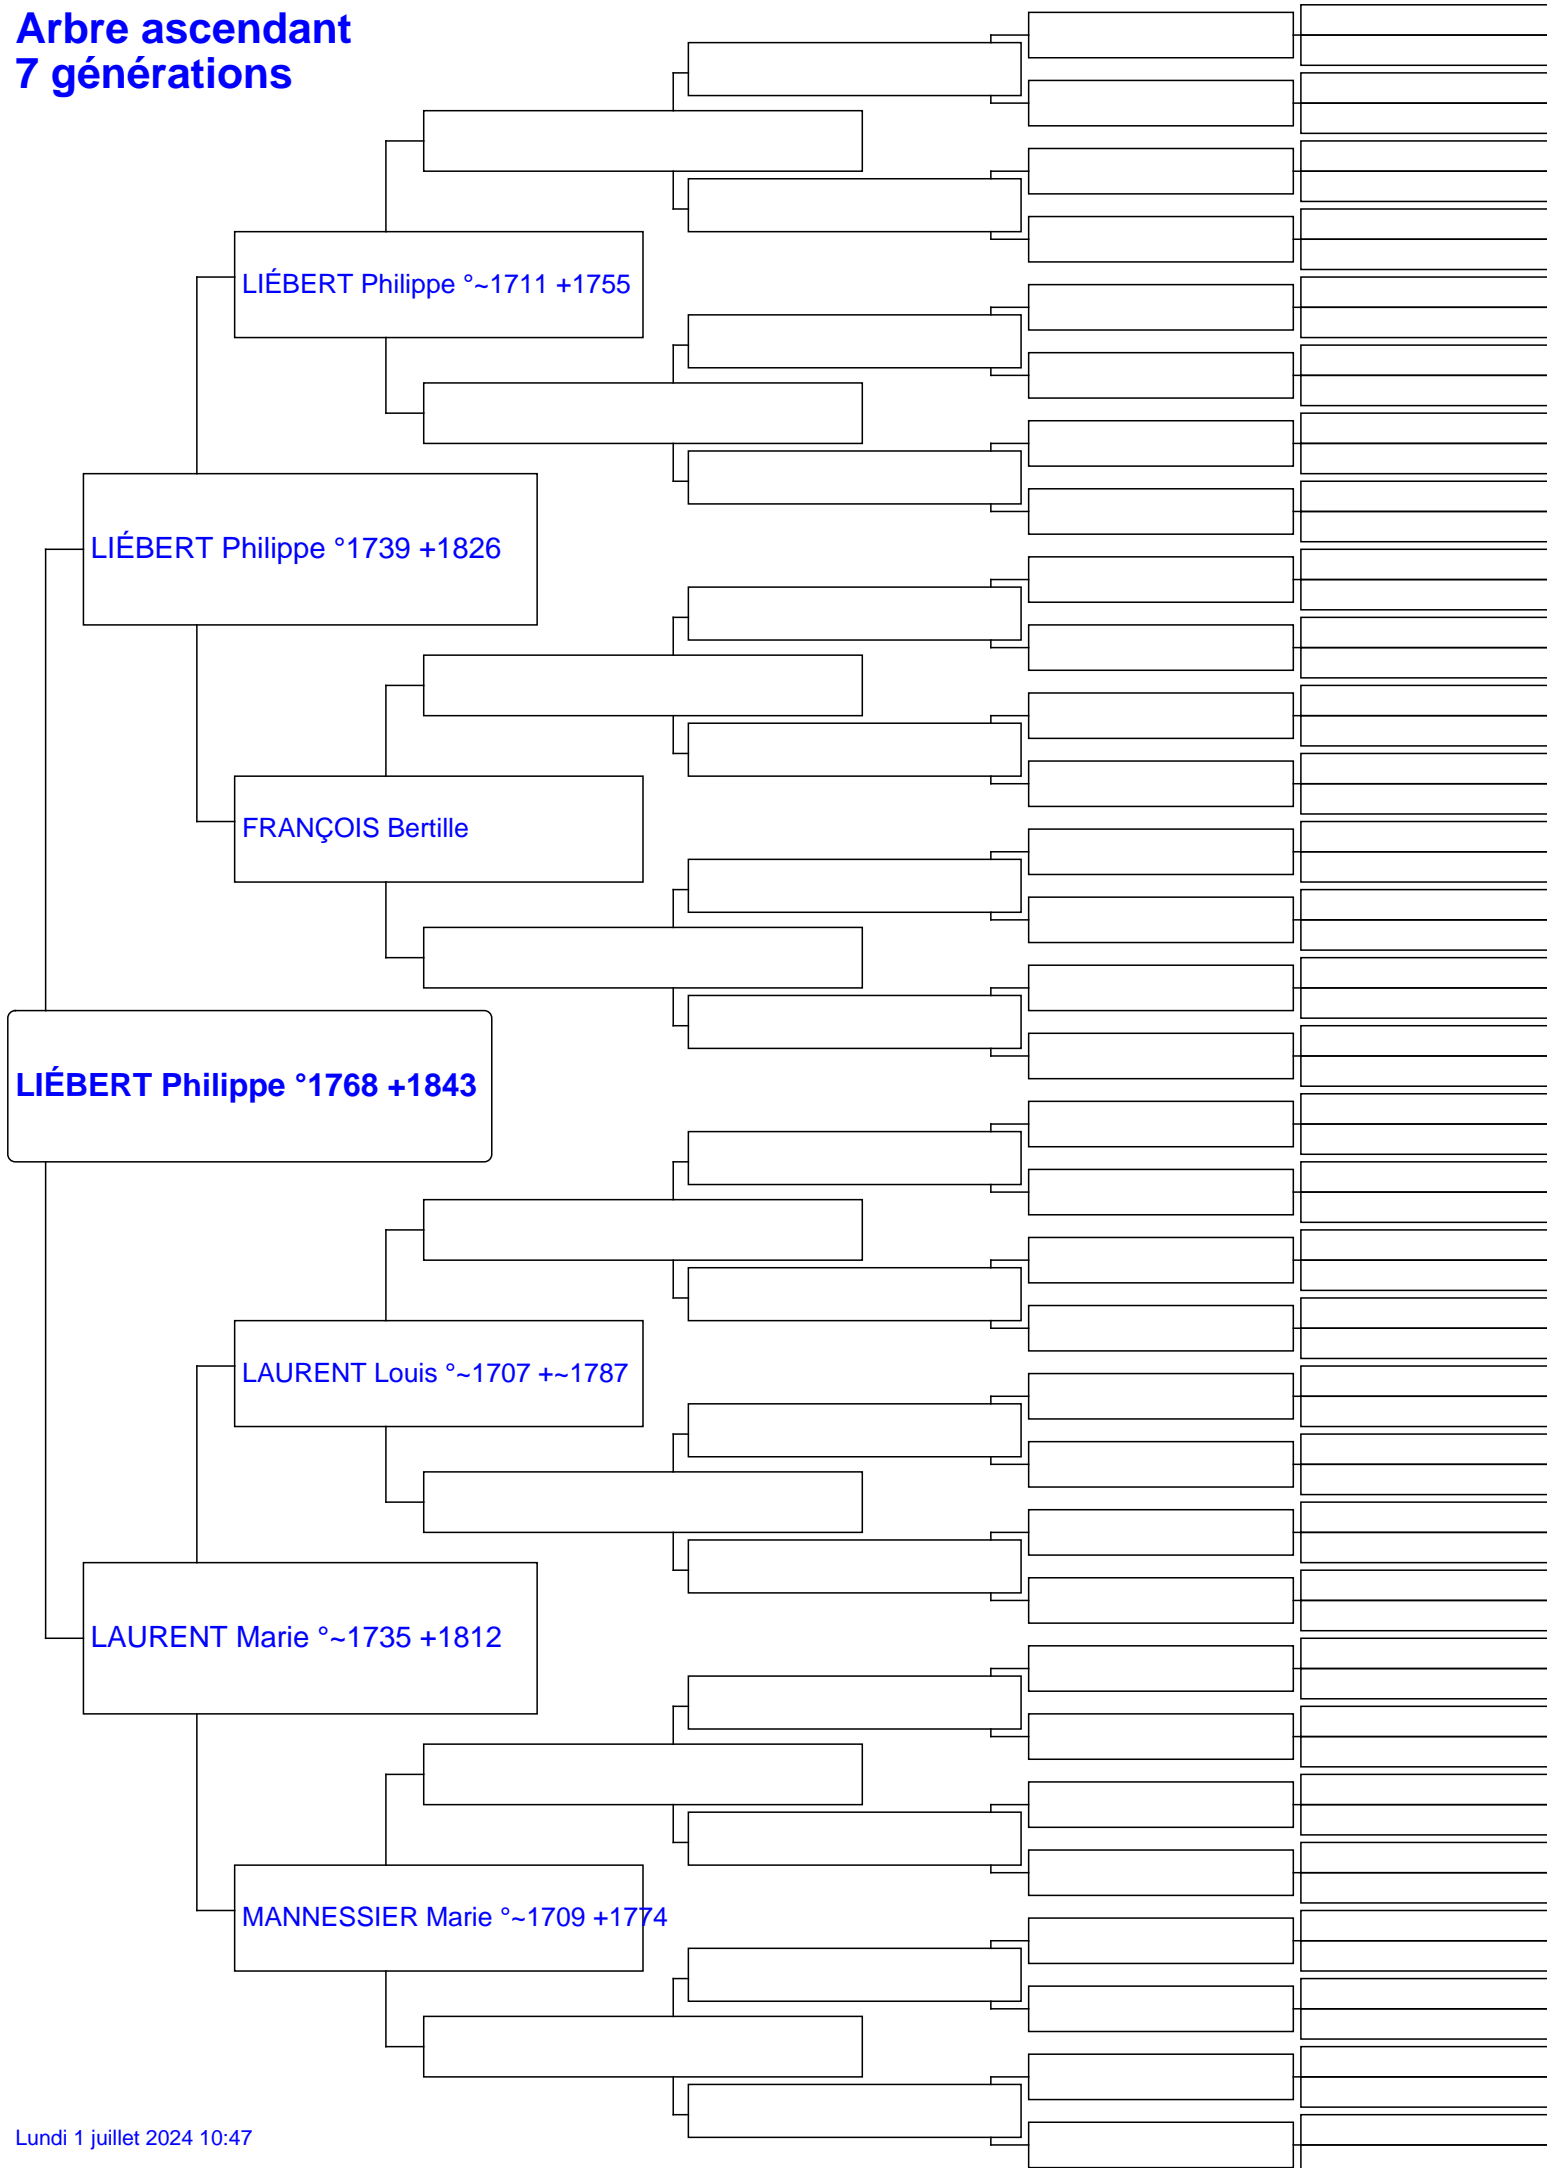 Arbre ascendant
7 générations
LIÉBERT Philippe °~1711 +1755
LIÉBERT Philippe °1739 +1826
FRANÇOIS Bertille
LIÉBERT Philippe °1768 +1843
LAURENT Louis °~1707 +~1787
LAURENT Marie °~1735 +1812
MANNESSIER Marie °~1709 +1774
Lundi 1 juillet 2024 10:47